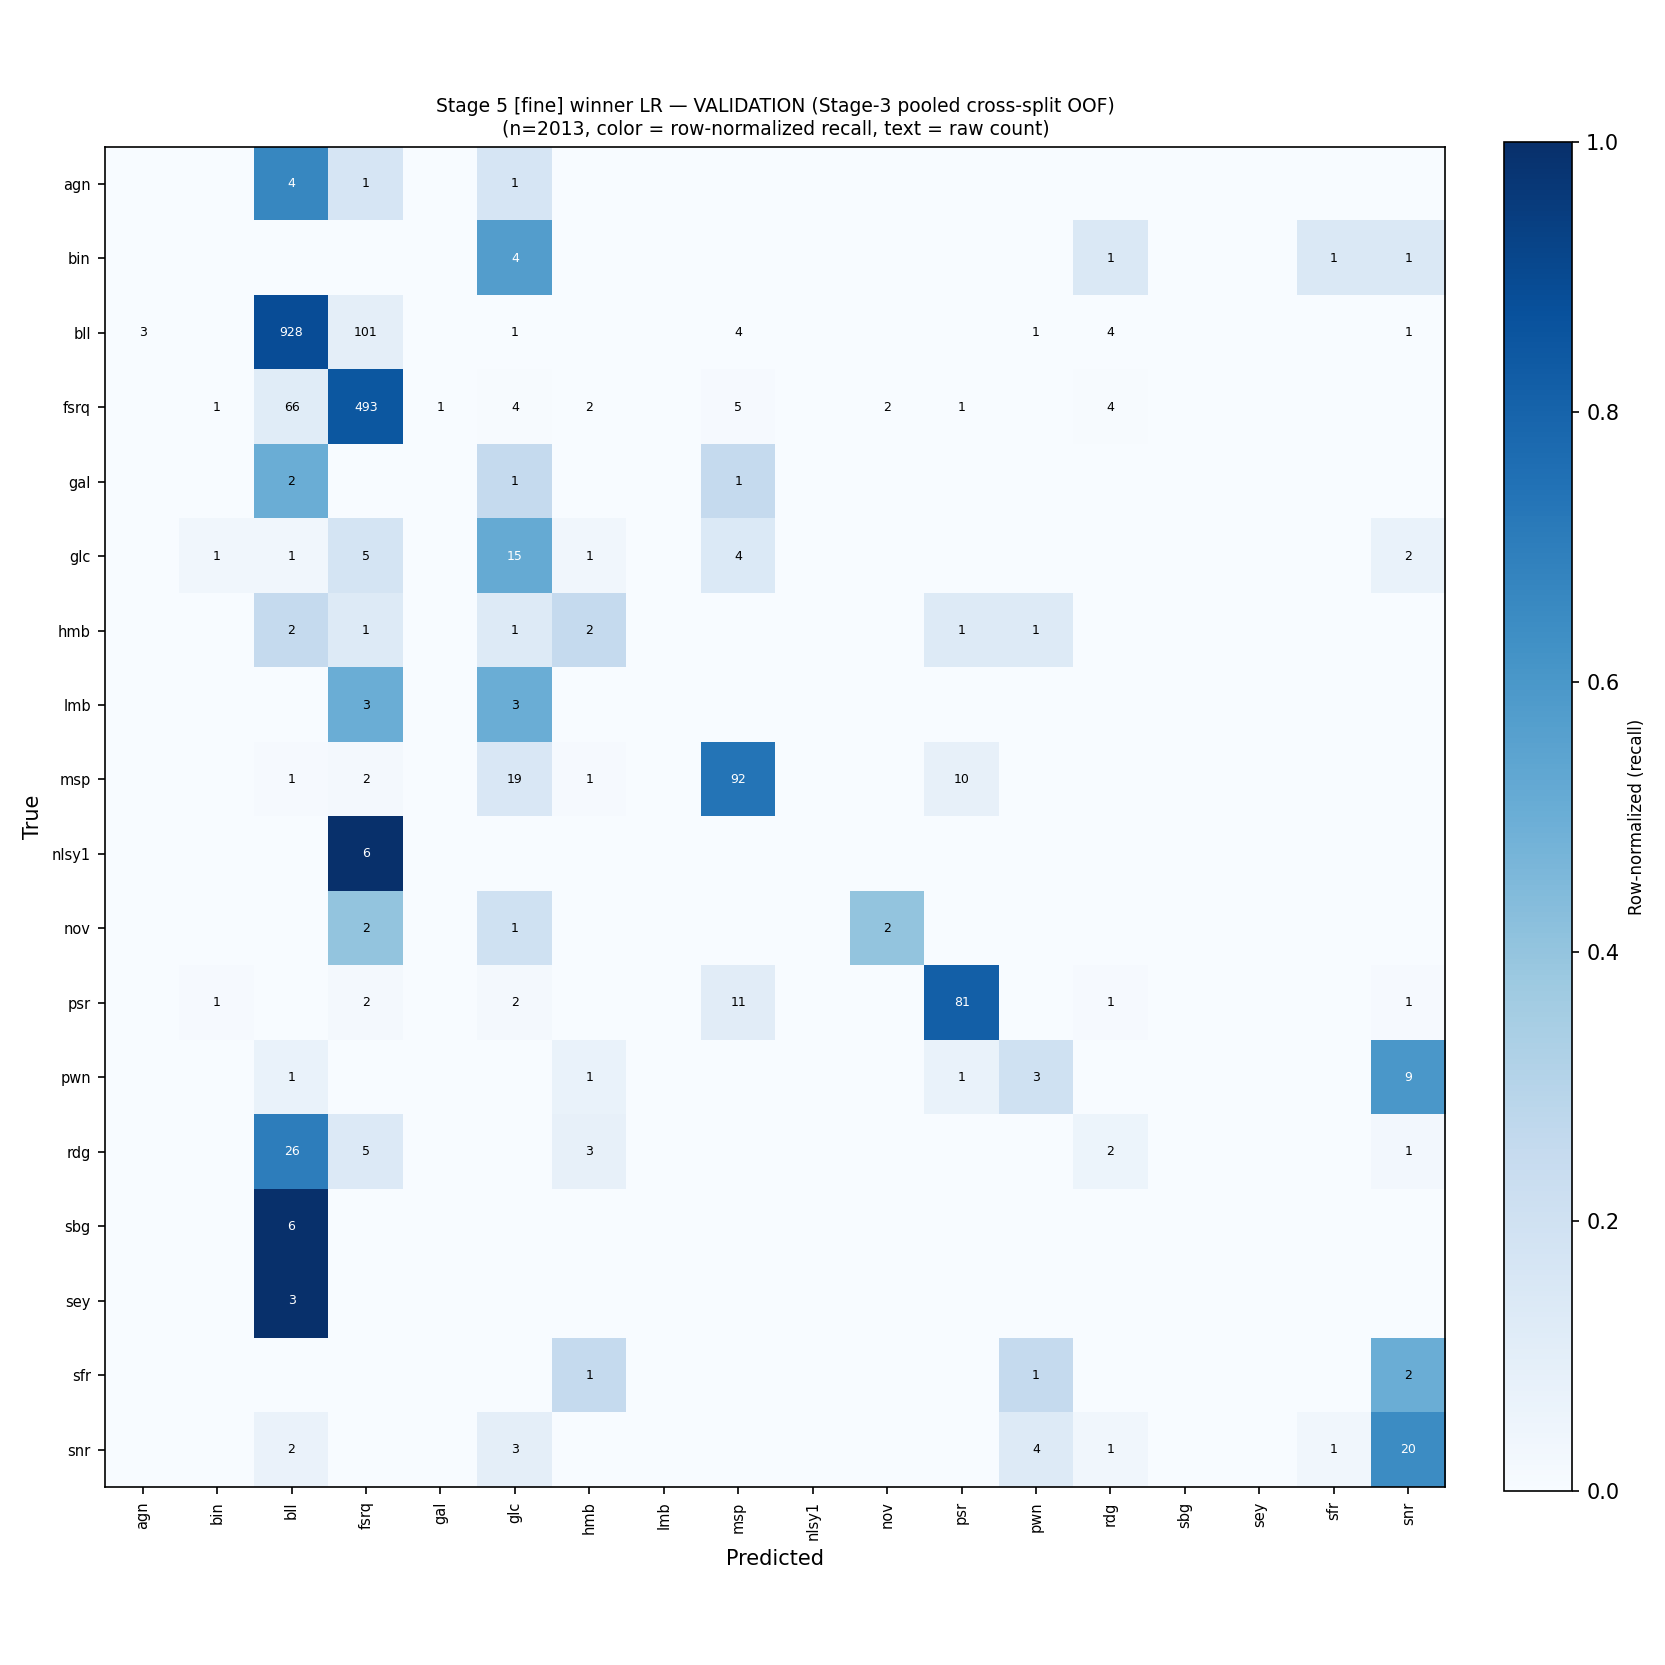 Stage 5 [fine] winner LR — VALIDATION (Stage-3 pooled cross-split OOF)
(n=2013, color = row-normalized recall, text = raw count)
True
agn 4 1 1
bin 4 1 1 1
bll 3 928 101 1 4 1 4 1
fsrq 1 66 493 1 4 2 5 2 1 4
gal 2 1 1
glc 1 1 5 15 1 4 2
hmb 2 1 1 2 1 1
lmb 3 3
msp 1 2 19 1 92 10
nlsy1 6
nov 2 1 2
psr 1 2 2 11 81 1 1
pwn 1 1 1 3 9
rdg 26 5 3 2 1
sbg 6
sey 3
sfr 1 1 2
snr 2 3 4 1 1 20
agn bin bll fsrq gal glc hmb lmb msp nlsy1 nov psr pwn rdg sbg sey sfr snr
Predicted
1.0
0.8
0.6
0.4
0.2
0.0
Row-normalized (recall)